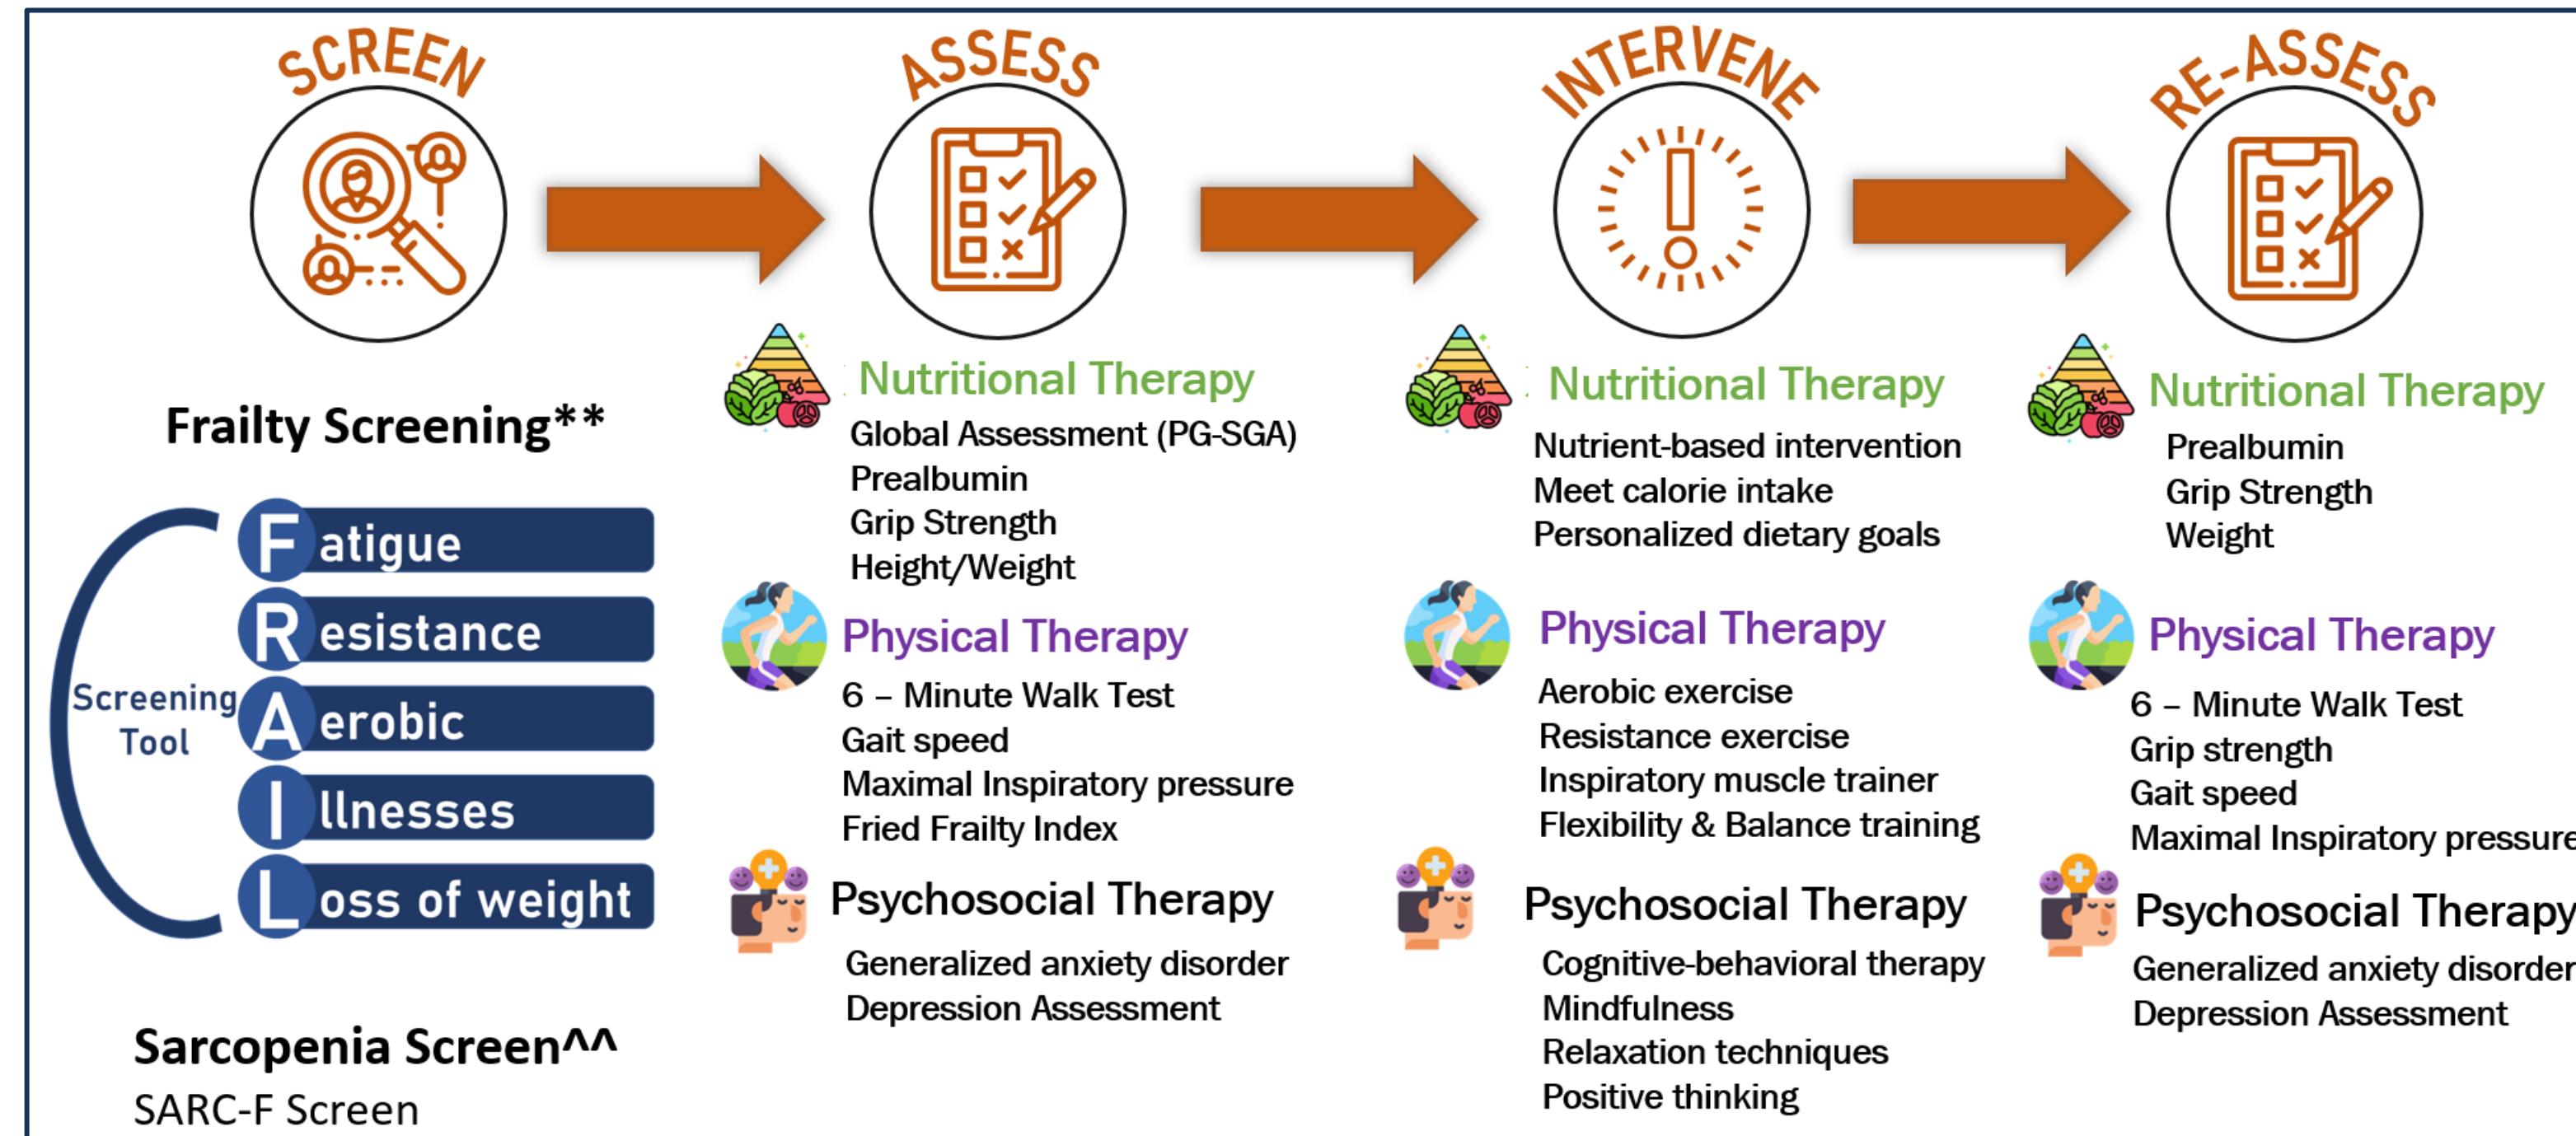 SCREEN
Frailty Screening**
Screening
Tool
Fatigue
Resistance
Aerobic
Illnesses
Loss of weight
Sarcopenia Screen^^
SARC-F Screen
ASSESS
Nutritional Therapy
Global Assessment (PG-SGA)
Prealbumin
Grip Strength
Height/Weight
Physical Therapy
6 – Minute Walk Test
Gait speed
Maximal Inspiratory pressure
Fried Frailty Index
Psychosocial Therapy
Generalized anxiety disorder
Depression Assessment
INTERVENE
Nutritional Therapy
Nutrient-based intervention
Meet calorie intake
Personalized dietary goals
Physical Therapy
Aerobic exercise
Resistance exercise
Inspiratory muscle trainer
Flexibility & Balance training
Psychosocial Therapy
Cognitive-behavioral therapy
Mindfulness
Relaxation techniques
Positive thinking
RE-ASSESS
Nutritional Therapy
Prealbumin
Grip Strength
Weight
Physical Therapy
6 – Minute Walk Test
Grip strength
Gait speed
Maximal Inspiratory pressure
Psychosocial Therapy
Generalized anxiety disorder
Depression Assessment